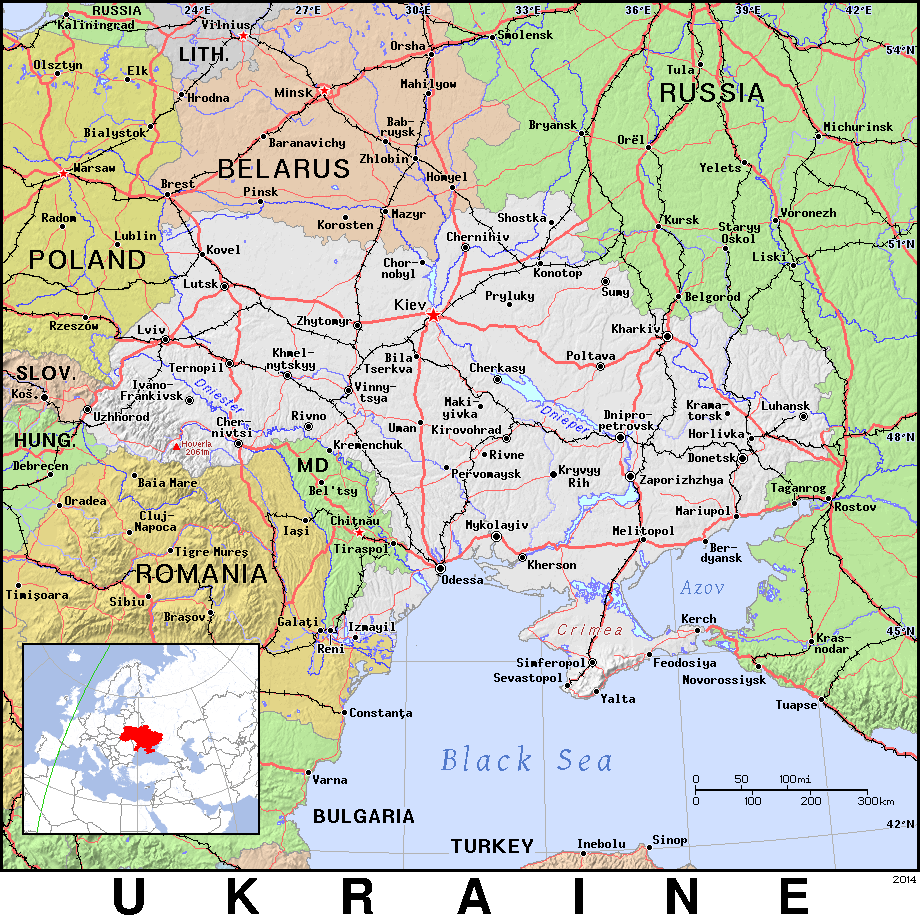 RUSSIA
Kaliningrad
24°E
Vilnius
27°E
30°E
33°E
36°E
39°E
42°E
54°N
LITH.
Orsha
Smolensk
Olsztyn
Elk
Hrodna
Minsk
Mahilyow
Tula
RUSSIA
Bialystok
Baranavichy
Bab-
ruysk
Zhlobin
Bryansk
Orël
Michurinsk
Warsaw
BELARUS
Yelets
Brest
Pinsk
Homyel
Radom
Korosten
Mazyr
Shostka
Kursk
Voronezh
Lublin
Chernihiv
Staryy
Oskol
51°N
POLAND
Kovel
Chor-
nobyl
Konotop
Liski
Lutsk
Kiev
Pryluky
Sumy
Belgorod
Rzeszów
Lviv
Zhytomyr
Kharkiv
SLOV.
Ternopil
Khmel-
nytskyy
Bila
Tserkva
Poltava
Koš.
Ivano-
Frankivsk
Dniester
Vinny-
tsya
Cherkasy
Uzhhorod
Rivno
Maki-
yivka
Dnieper
Krama-
torsk
Luhansk
HUNG.
Cher-
nivtsi
Uman
Kirovohrad
Dnipro-
petrovsk
Horlivka
48°N
Hoverla
2061m
Kremenchuk
Rivne
Donetsk
Debrecen
MD
Pervomaysk
Kryvyy
Rih
Zaporizhzhya
Baia Mare
Bel'tsy
Taganrog
Oradea
Cluj-
Napoca
Iaşi
Chiţnău
Mykolayiv
Mariupol
Rostov
Tigre Mureş
Tiraspol
Melitopol
ROMANIA
Kherson
Ber-
dyansk
Timişoara
Odessa
Azov
Sibiu
Braşov
Galaţi
Izmayil
Crimea
Kerch
45°N
Reni
Kras-
nodar
Simferopol
Feodosiya
Sevastopol
Novorossiysk
Yalta
Tuapse
Constanţa
Black Sea
Varna
0 50 100mi
0 100 200 300km
BULGARIA
42°N
TURKEY
Inebolu
Sinop
2014
UKRAINE